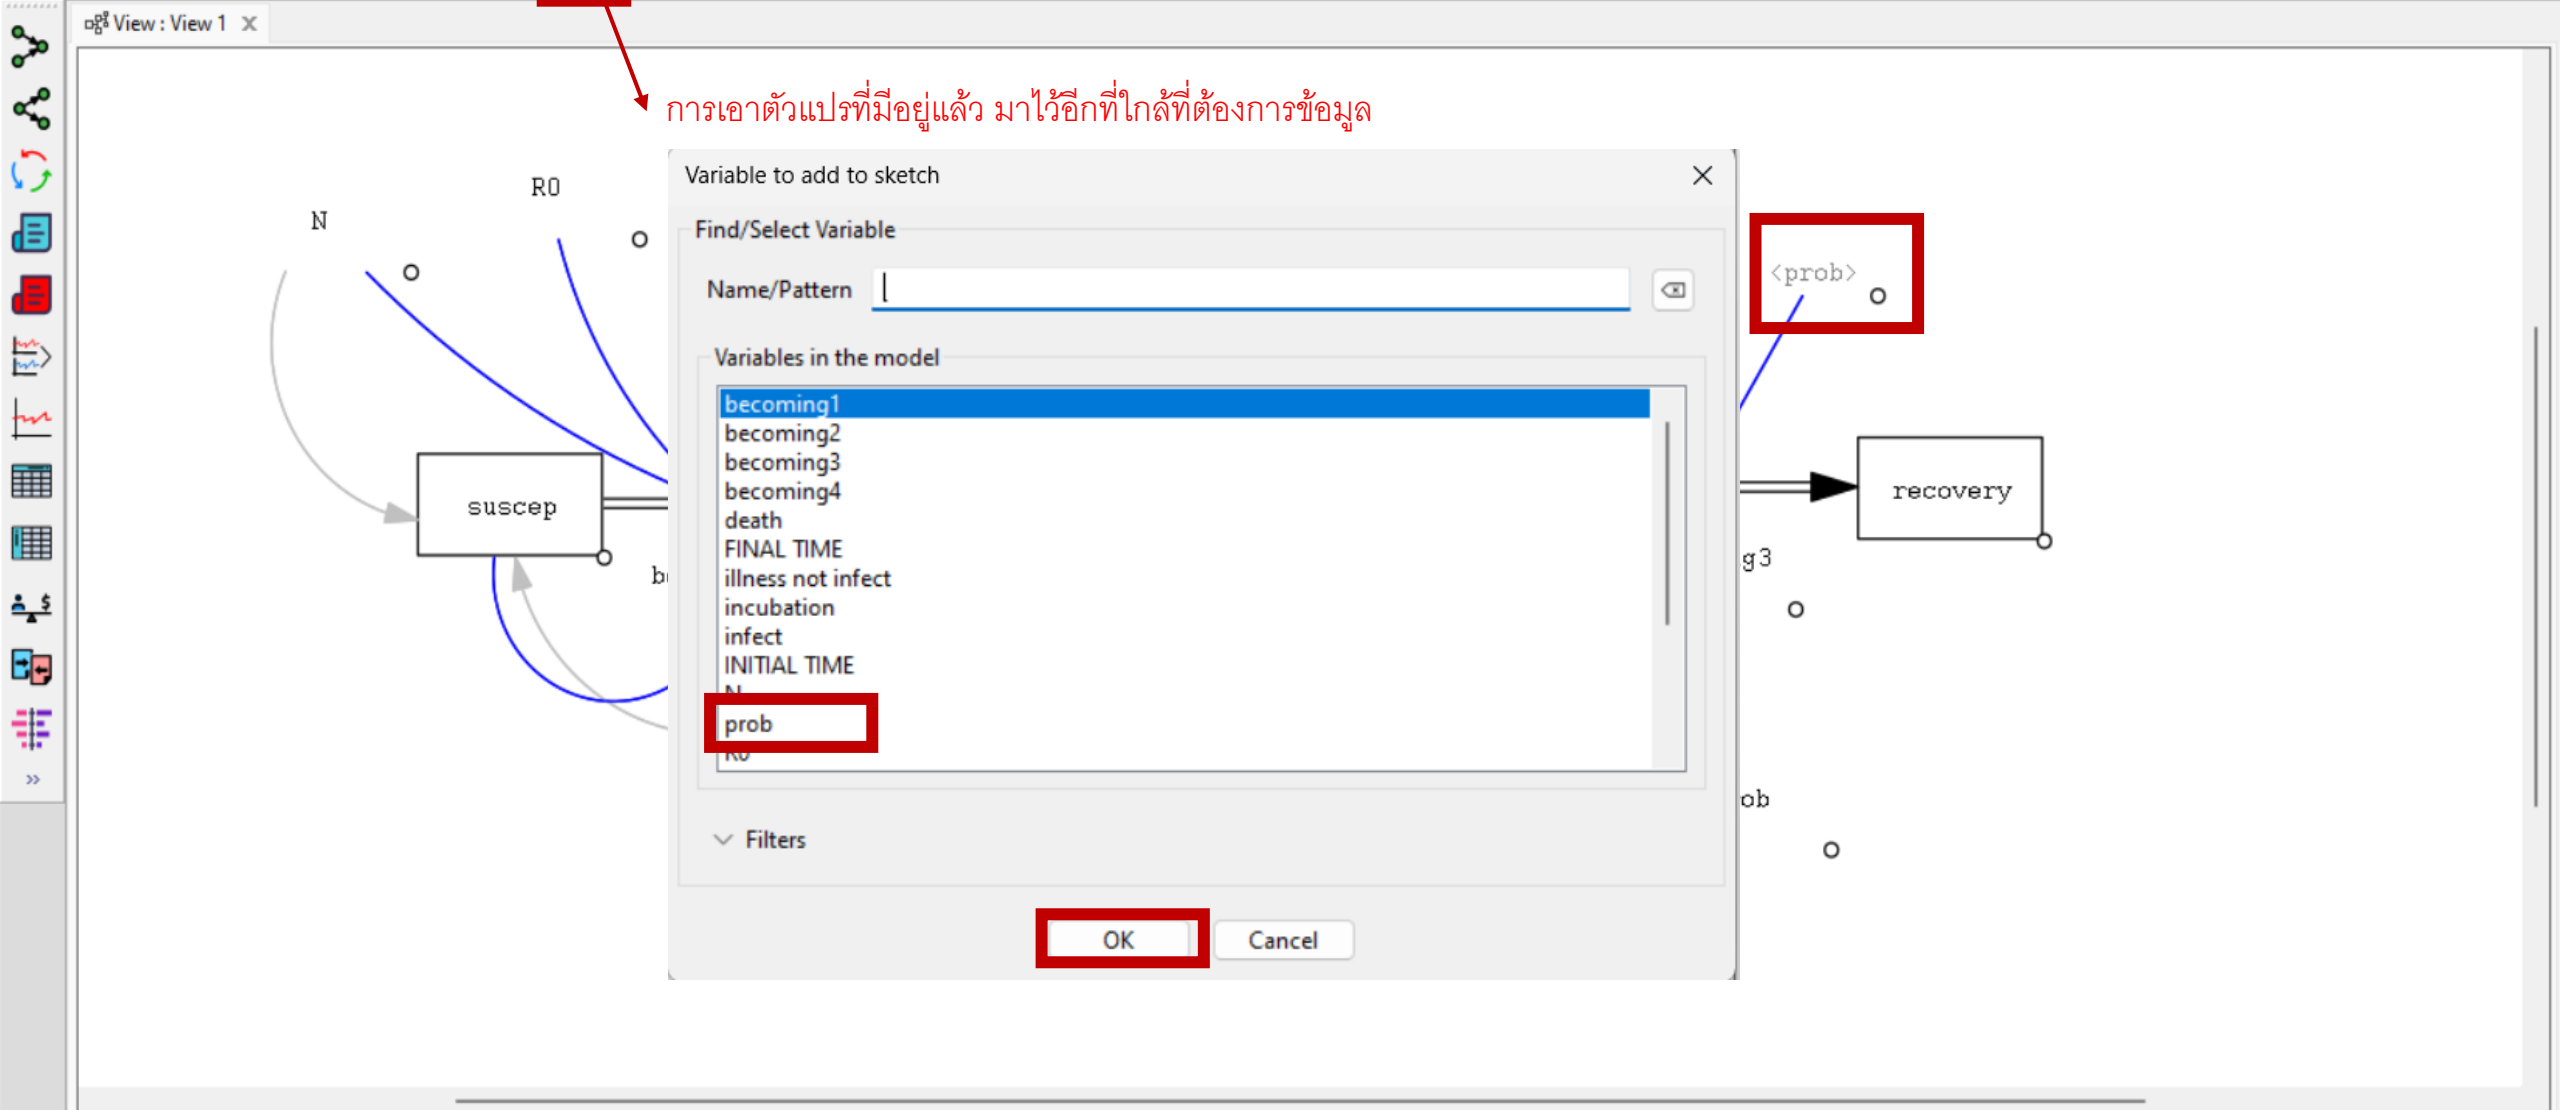 View : View 1
การเอาตัวแปรที่มีอยู่แล้ว มาไว้อีกที่ใกล้ที่ต้องการข้อมูล
Variable to add to sketch
Find/Select Variable
Name/Pattern
Variables in the model
becoming1
becoming2
becoming3
becoming4
death
FINAL TIME
illness not infect
incubation
infect
INITIAL TIME
N
prob
R0
Filters
OK
Cancel
N
R0
suscep
be
<prob>
recovery
g3
ob